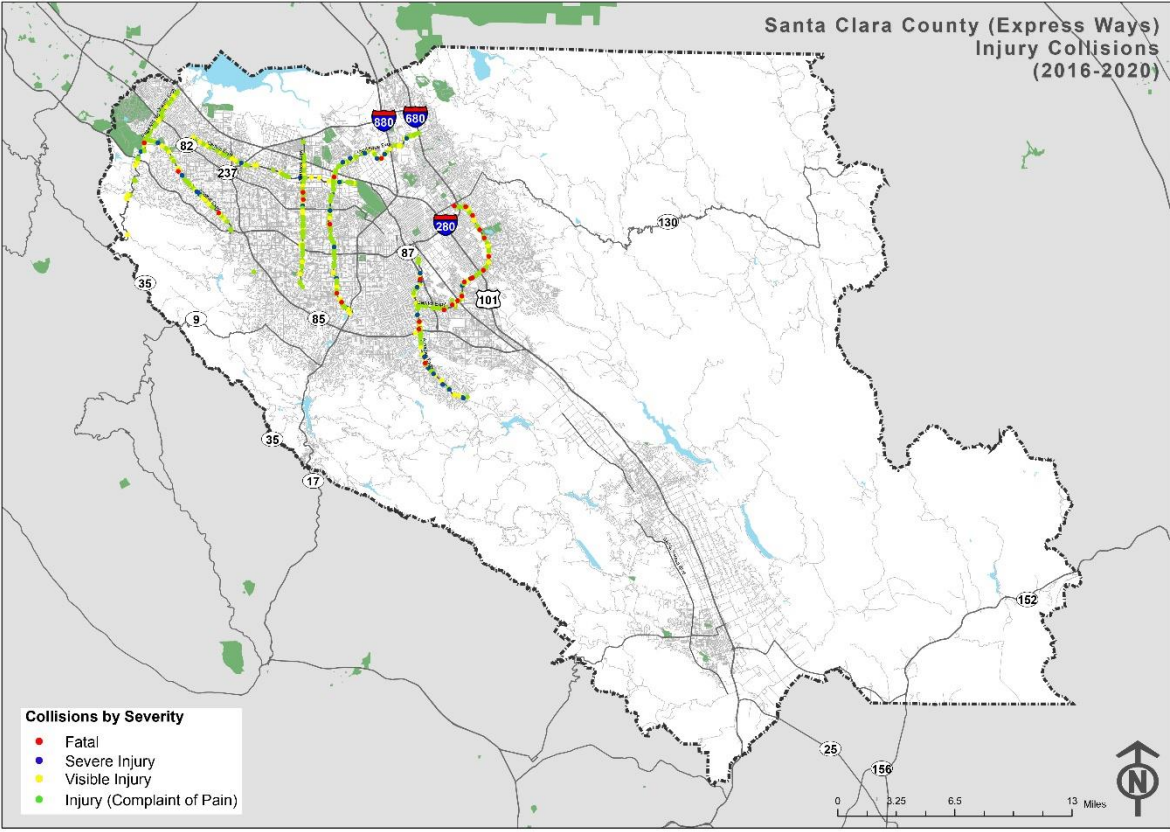 Santa Clara County (Express Ways)
Injury Collisions
(2016-2020)
880
680
82
237
280
130
87
35
101
9
85
35
17
152
25
156
Collisions by Severity
Fatal
Severe Injury
Visible Injury
Injury (Complaint of Pain)
N
0 3.25 6.5 13 Miles